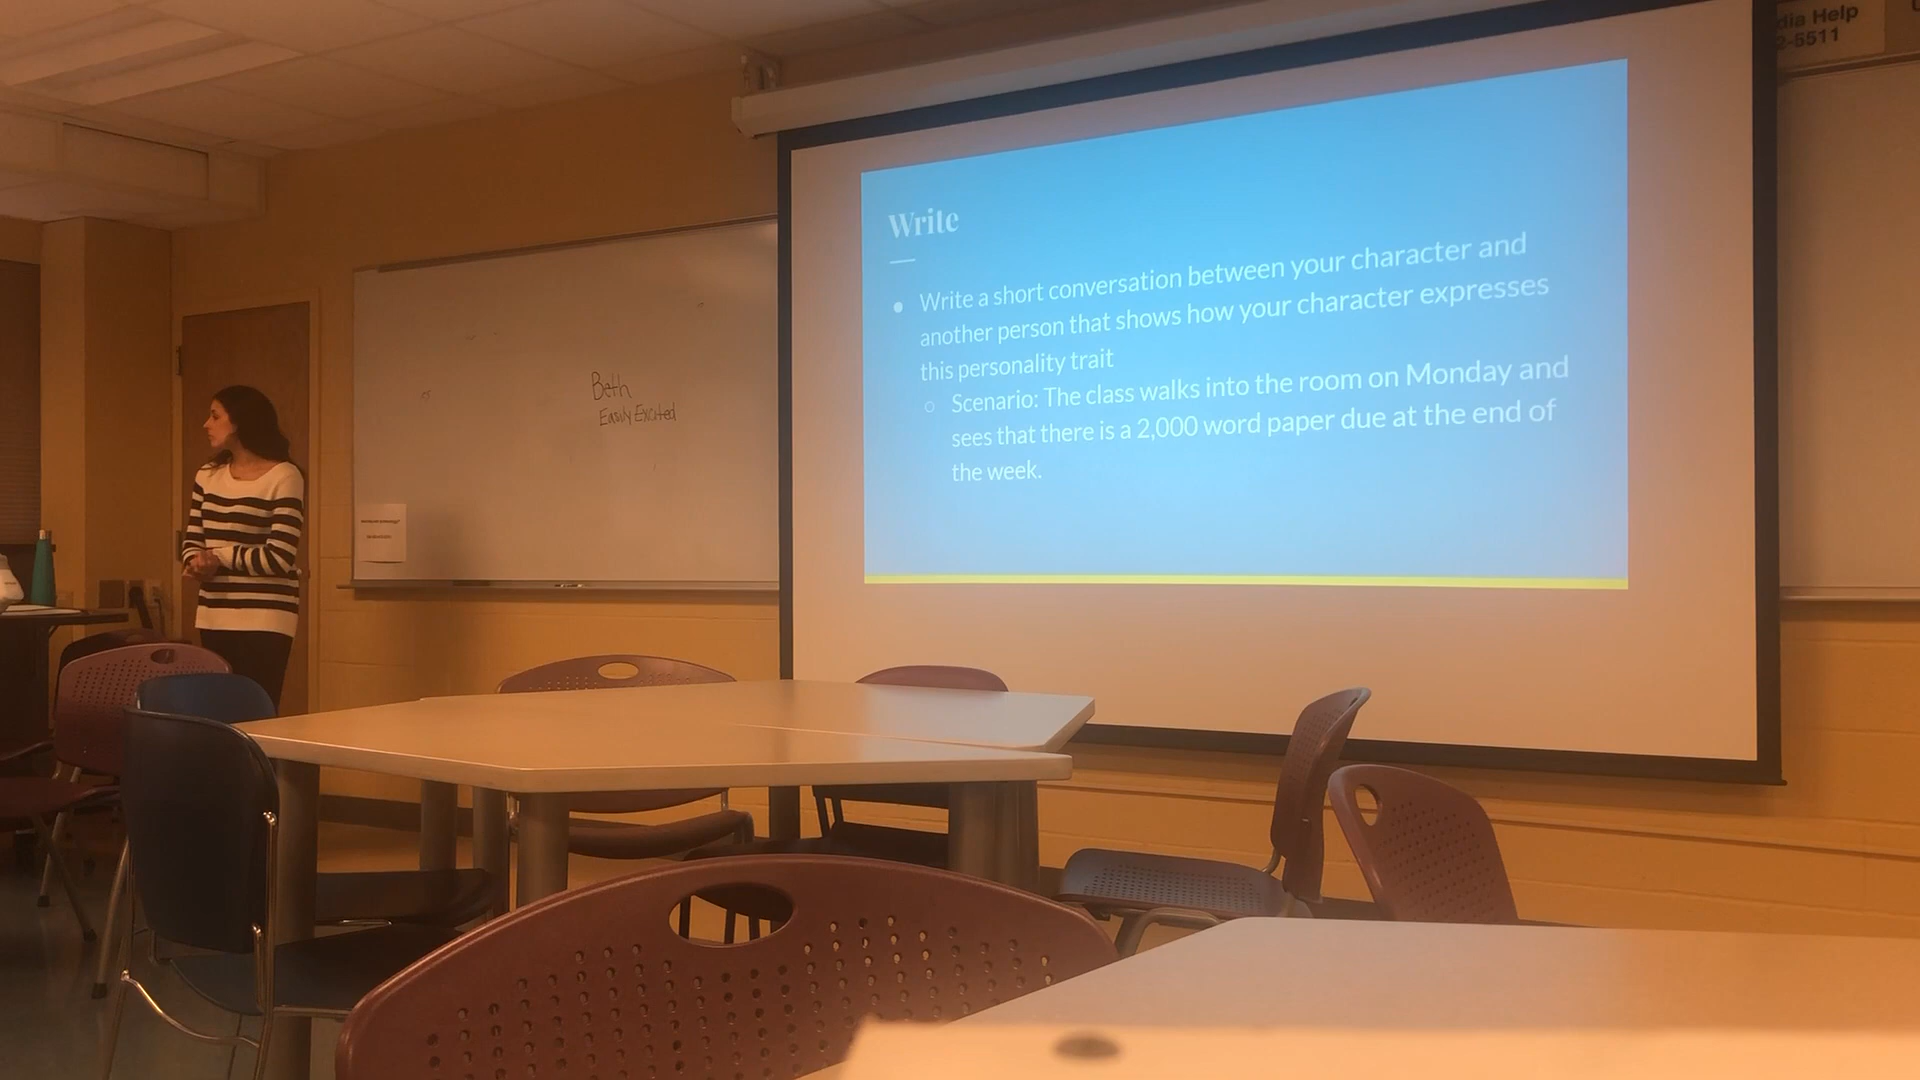 dia Help
2-5511
Write
Write a short conversation between your character and
another person that shows how your character expresses
this personality trait
Scenario: The class walks into the room on Monday and
sees that there is a 2,000 word paper due at the end of
the week.
Beth
Easily Excited